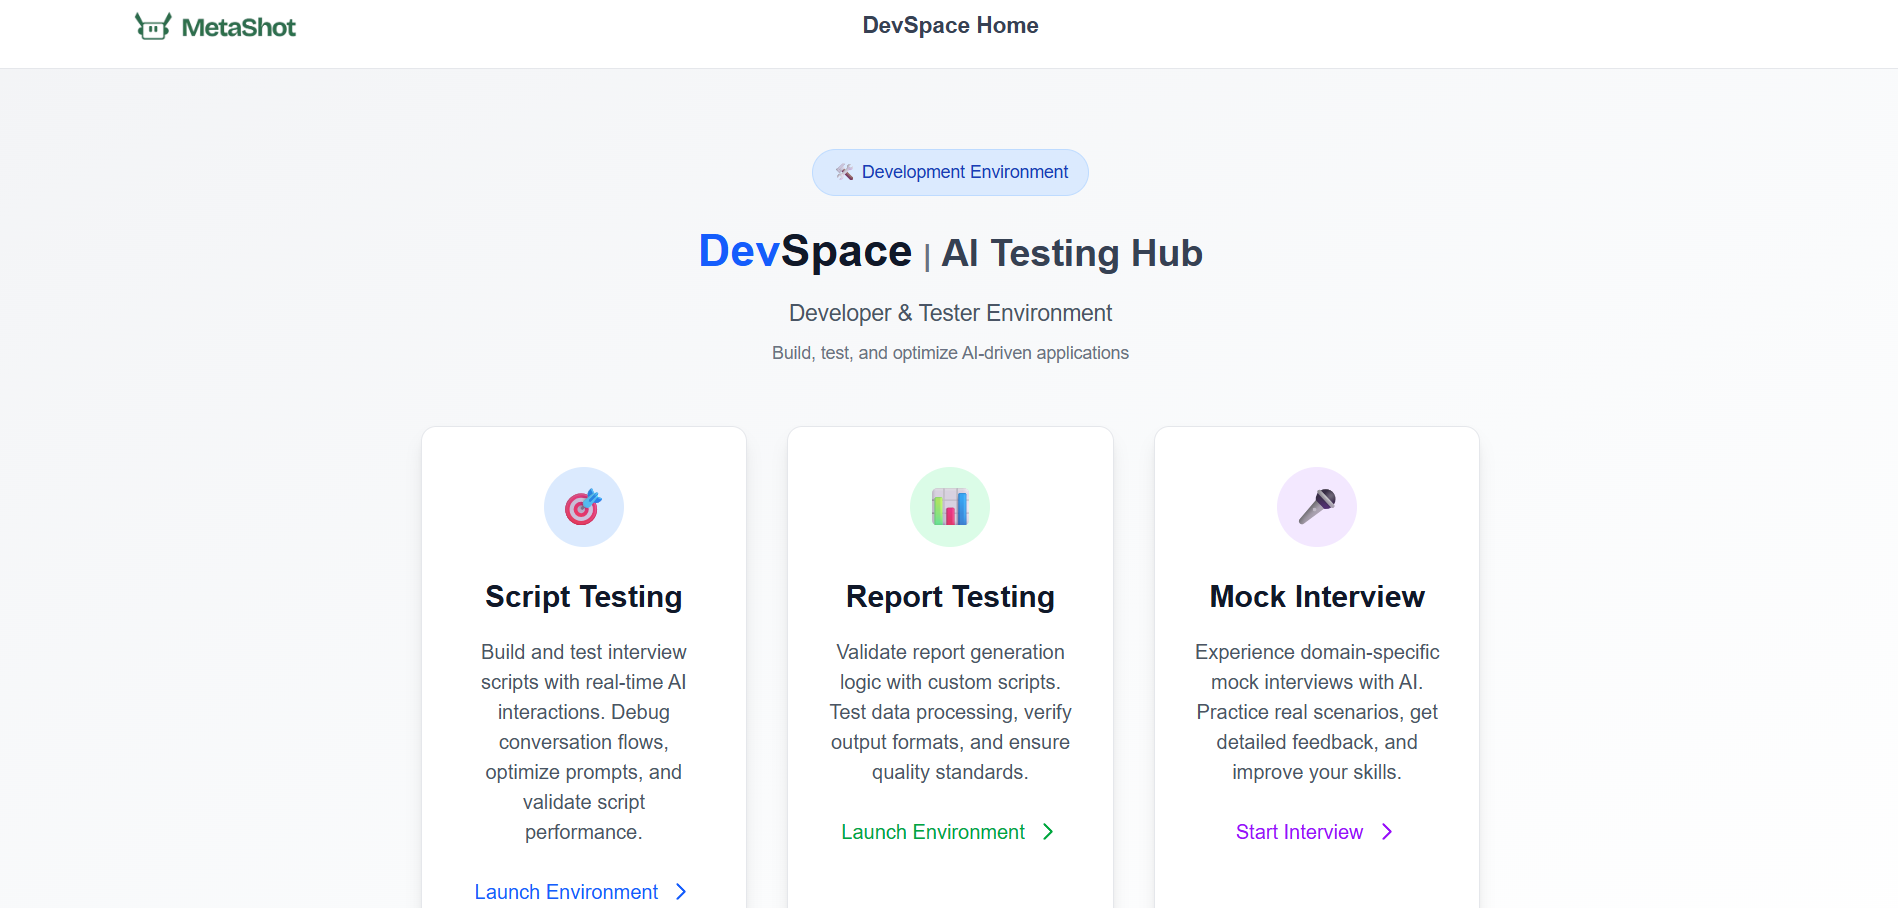 MetaShot
DevSpace Home
Development Environment
DevSpace | AI Testing Hub
Developer & Tester Environment
Build, test, and optimize AI-driven applications
Script Testing
Build and test interview
scripts with real-time AI
interactions. Debug
conversation flows,
optimize prompts, and
validate script
performance.
Launch Environment
Report Testing
Validate report generation
logic with custom scripts.
Test data processing, verify
output formats, and ensure
quality standards.
Launch Environment
Mock Interview
Experience domain-specific
mock interviews with AI.
Practice real scenarios, get
detailed feedback, and
improve your skills.
Start Interview